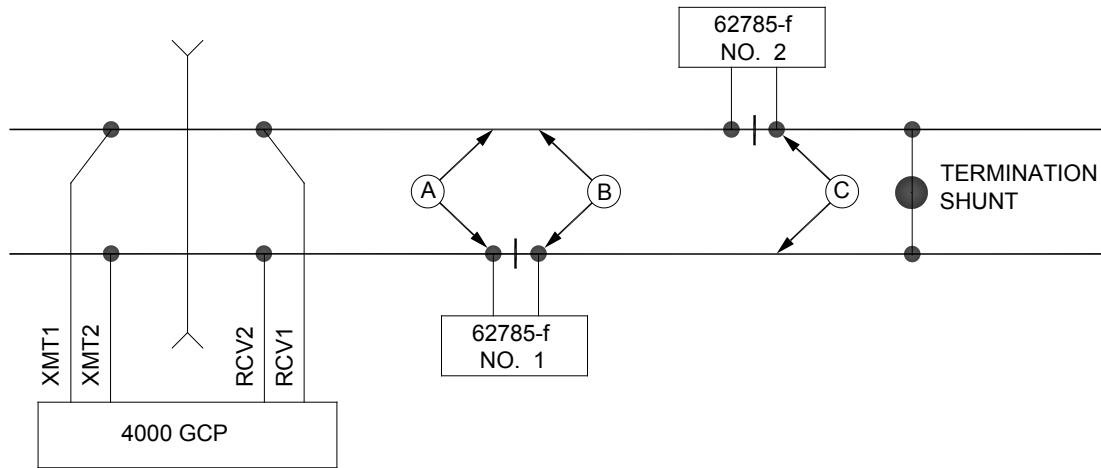 62785-f
NO. 2
A
B
C
TERMINATION
SHUNT
XMT1
XMT2
RCV2
RCV1
62785-f
NO. 1
4000 GCP